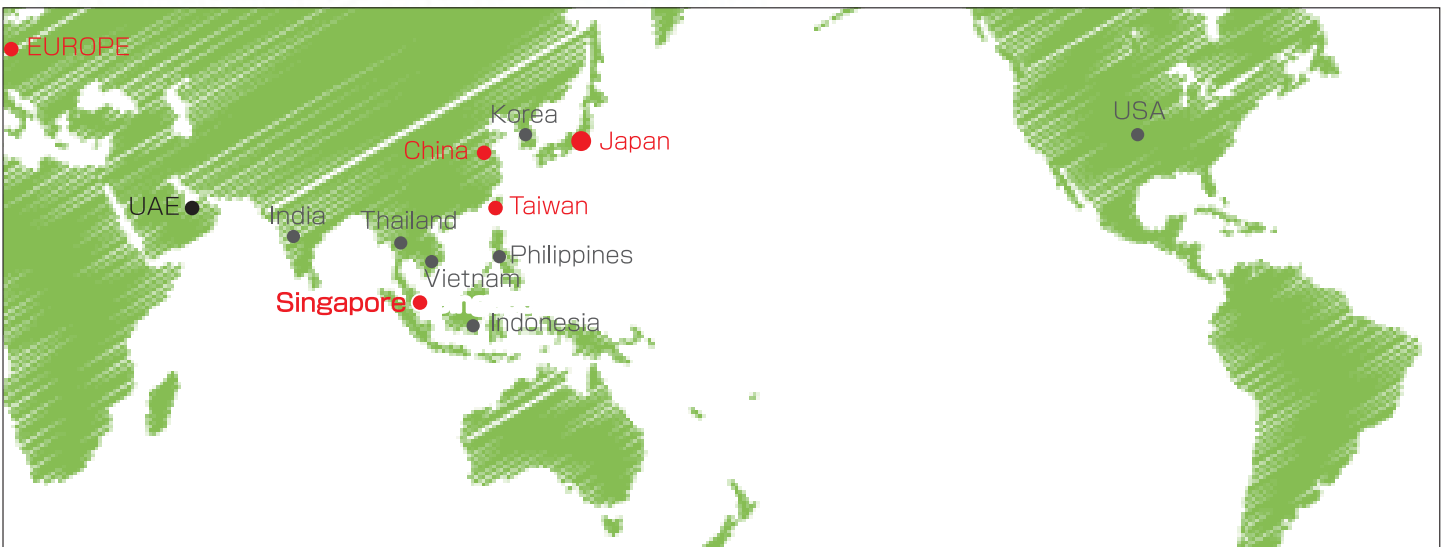 EUROPE
Korea
USA
China
Japan
UAE
India
Thailand
Taiwan
Philippines
Vietnam
Singapore
Indonesia